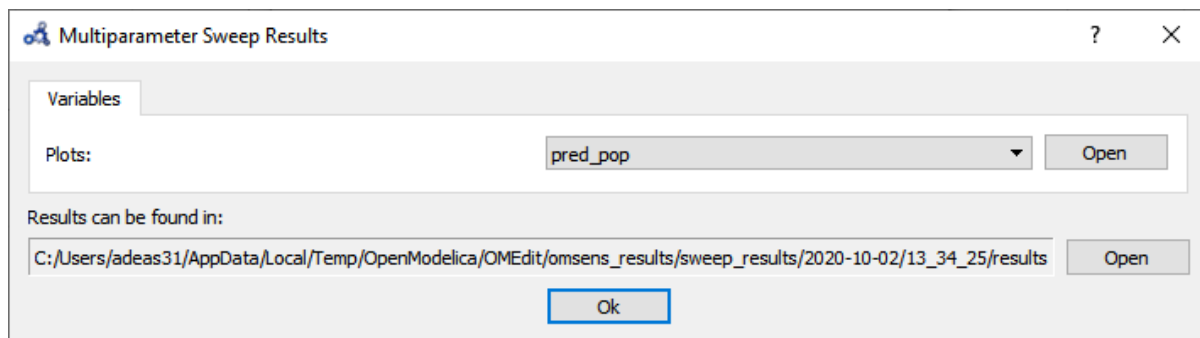 Multiparameter Sweep Results ?
Variables
Plots: pred_pop Open
Results can be found in:
C:/Users/adeas31/AppData/Local/Temp/OpenModelica/OMEdit/omsens_results/sweep_results/2020-10-02/13_34_25/results Open
Ok